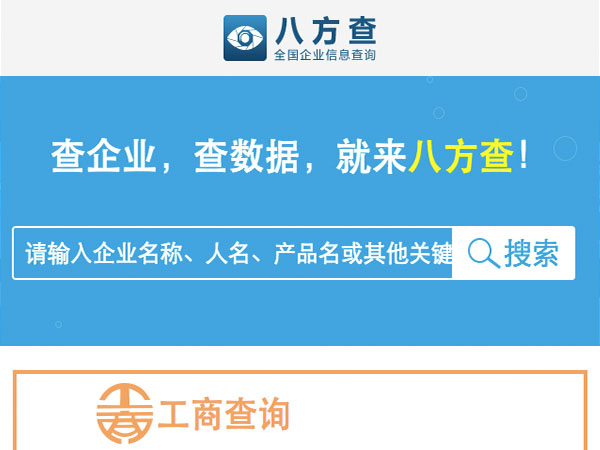 八方查
全国企业信息查询
查企业，查数据，就来八方查！
请输入企业名称、人名、产品名或其他关键
搜索
工商查询